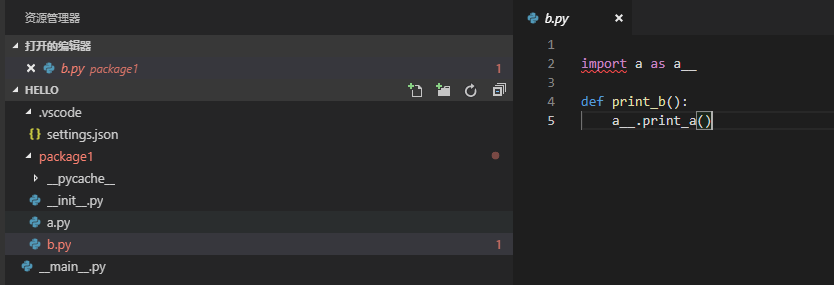 资源管理器
打开的编辑器
b.py package1 1
HELLO
.vscode
{ } settings.json
package1
__pycache__
__init__.py
a.py
b.py 1
__main__.py
b.py
1
2 import a as a__
3
4 def print_b():
5 a__.print_a()